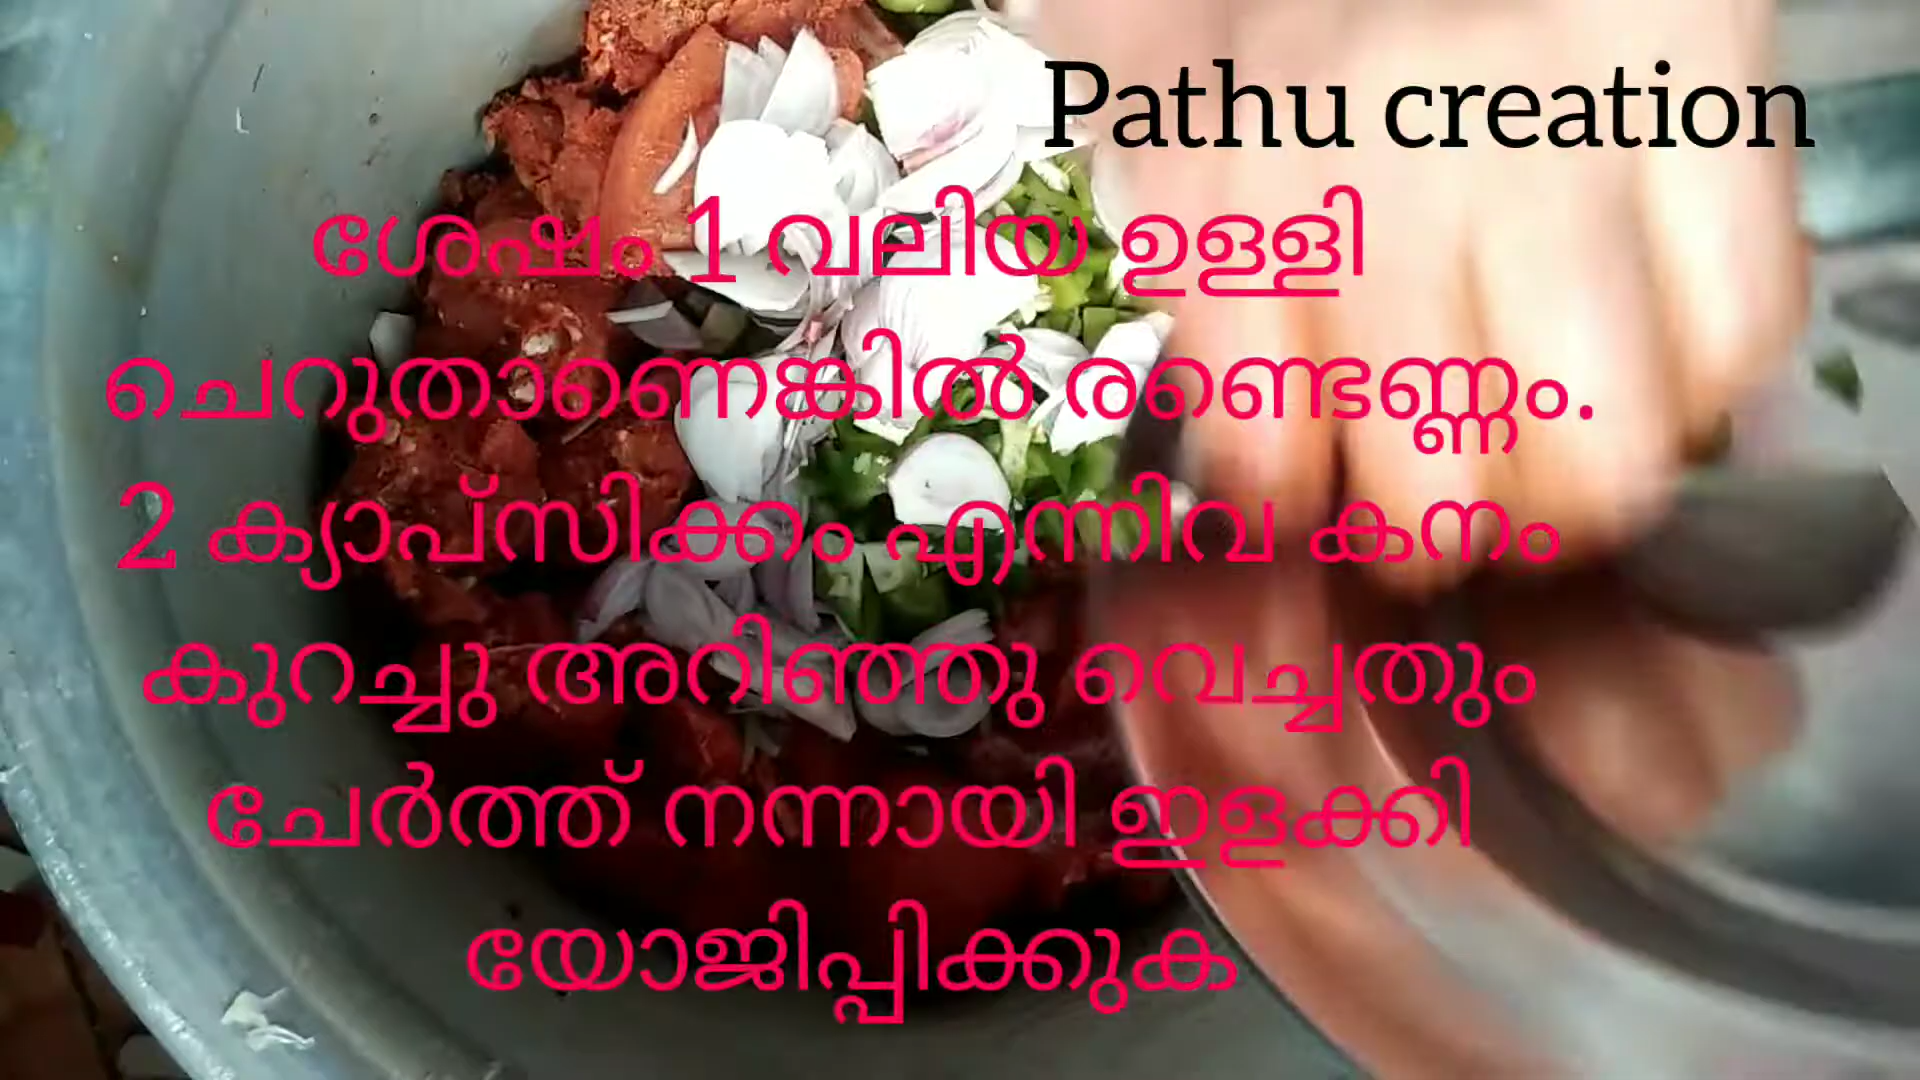 Pathu creation
ശേഷം 1 വലിയ ഉള്ളി
ചെറുതാണെങ്കിൽ രണ്ടെണ്ണം.
2 ക്യാപ്സിക്കം എന്നിവ കനം
കുറച്ചു അറിഞ്ഞു വെച്ചതും
ചേർത്ത് നന്നായി ഇളക്കി
യോജിപ്പിക്കുക